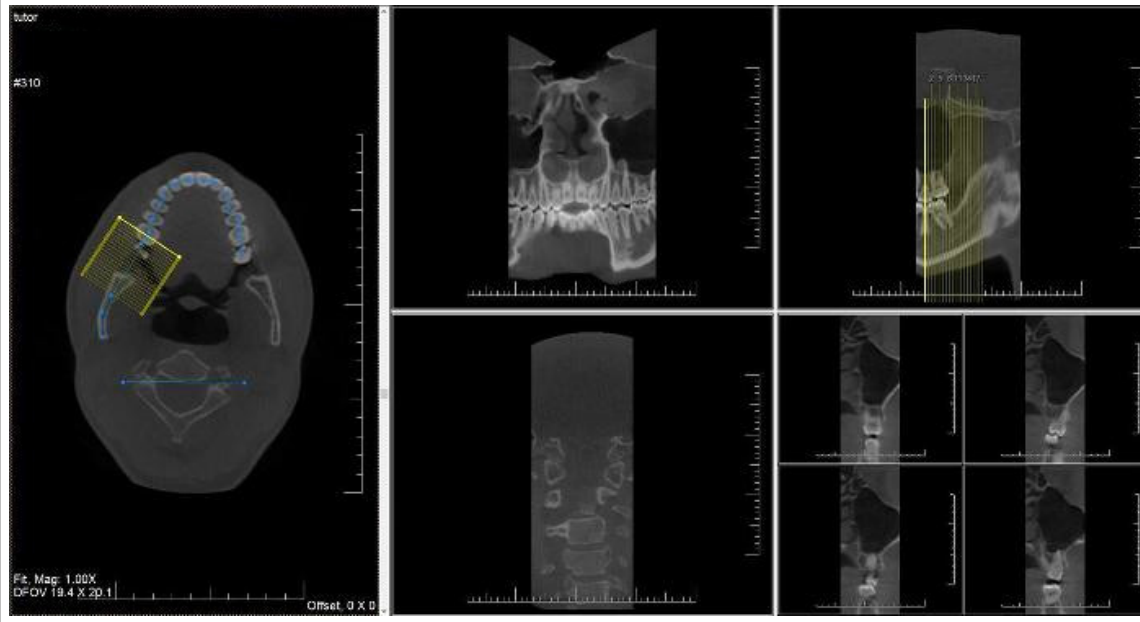 tutor
#310
Fit, Mag: 1.00X
DFOV 19.4 X 20.1
Offset, 0 X 0